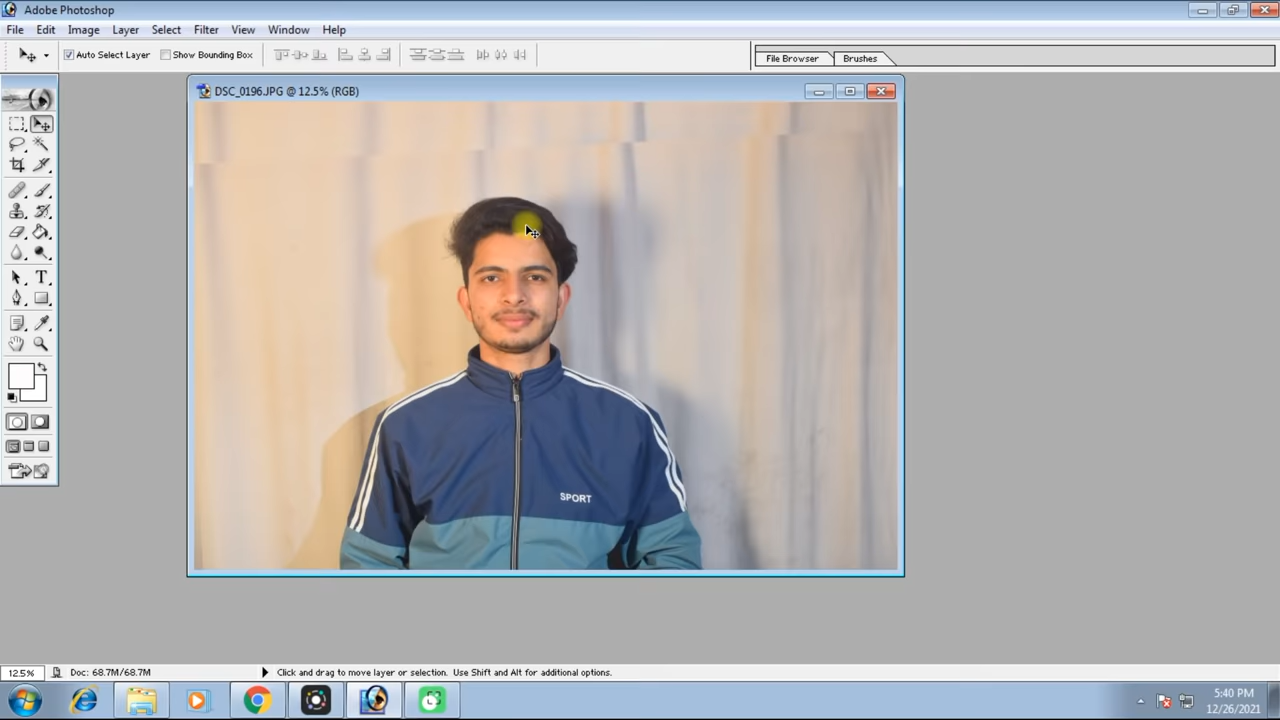 Adobe Photoshop
File Edit Image Layer Select Filter View Window Help
Auto Select Layer Show Bounding Box File Browser Brushes
DSC_0196.JPG @ 12.5% (RGB)
SPORT
12.5% Doc: 68.7M/68.7M Click and drag to move layer or selection. Use Shift and Alt for additional options.
5:40 PM
12/26/2021